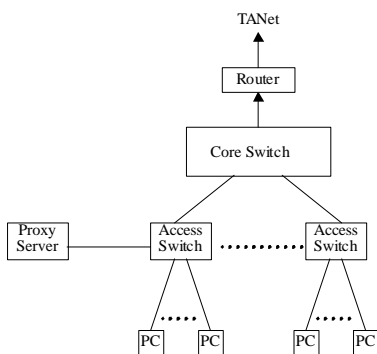 TANet
Router
Core Switch
Proxy
Server
Access
Switch
Access
Switch
PC
PC
PC
PC